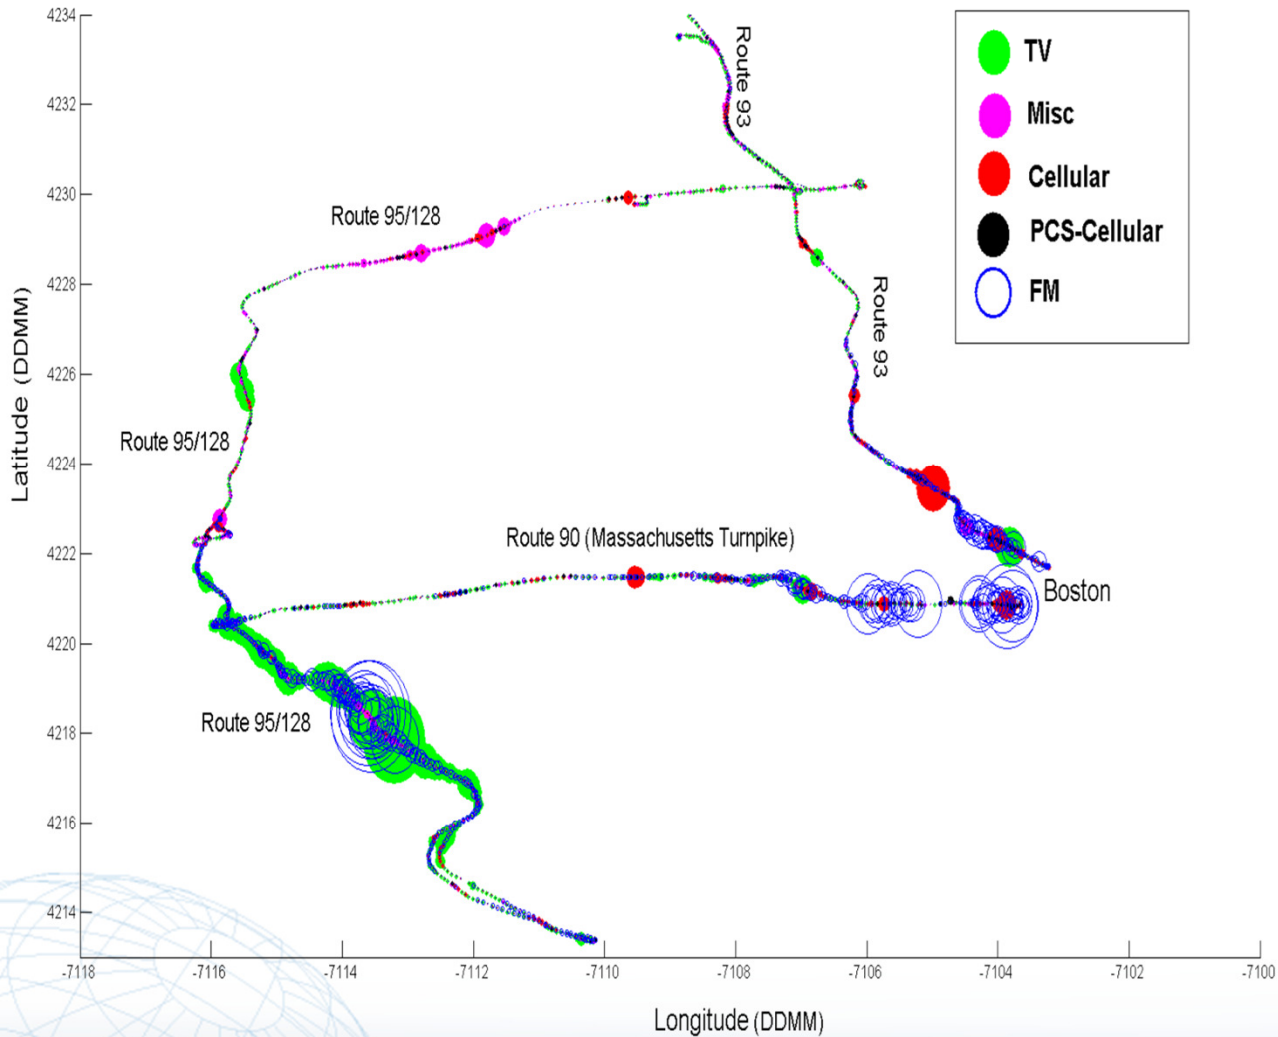 4234
4232
4230
4228
4226
4224
4222
4220
4218
4216
4214
Latitude (DDMM)
-7118
-7116
-7114
-7112
-7110
-7108
-7106
-7104
-7102
-7100
Longitude (DDMM)
Route 93
Route 95/128
Route 93
Route 95/128
Route 90 (Massachusetts Turnpike)
Boston
Route 95/128
TV
Misc
Cellular
PCS-Cellular
FM